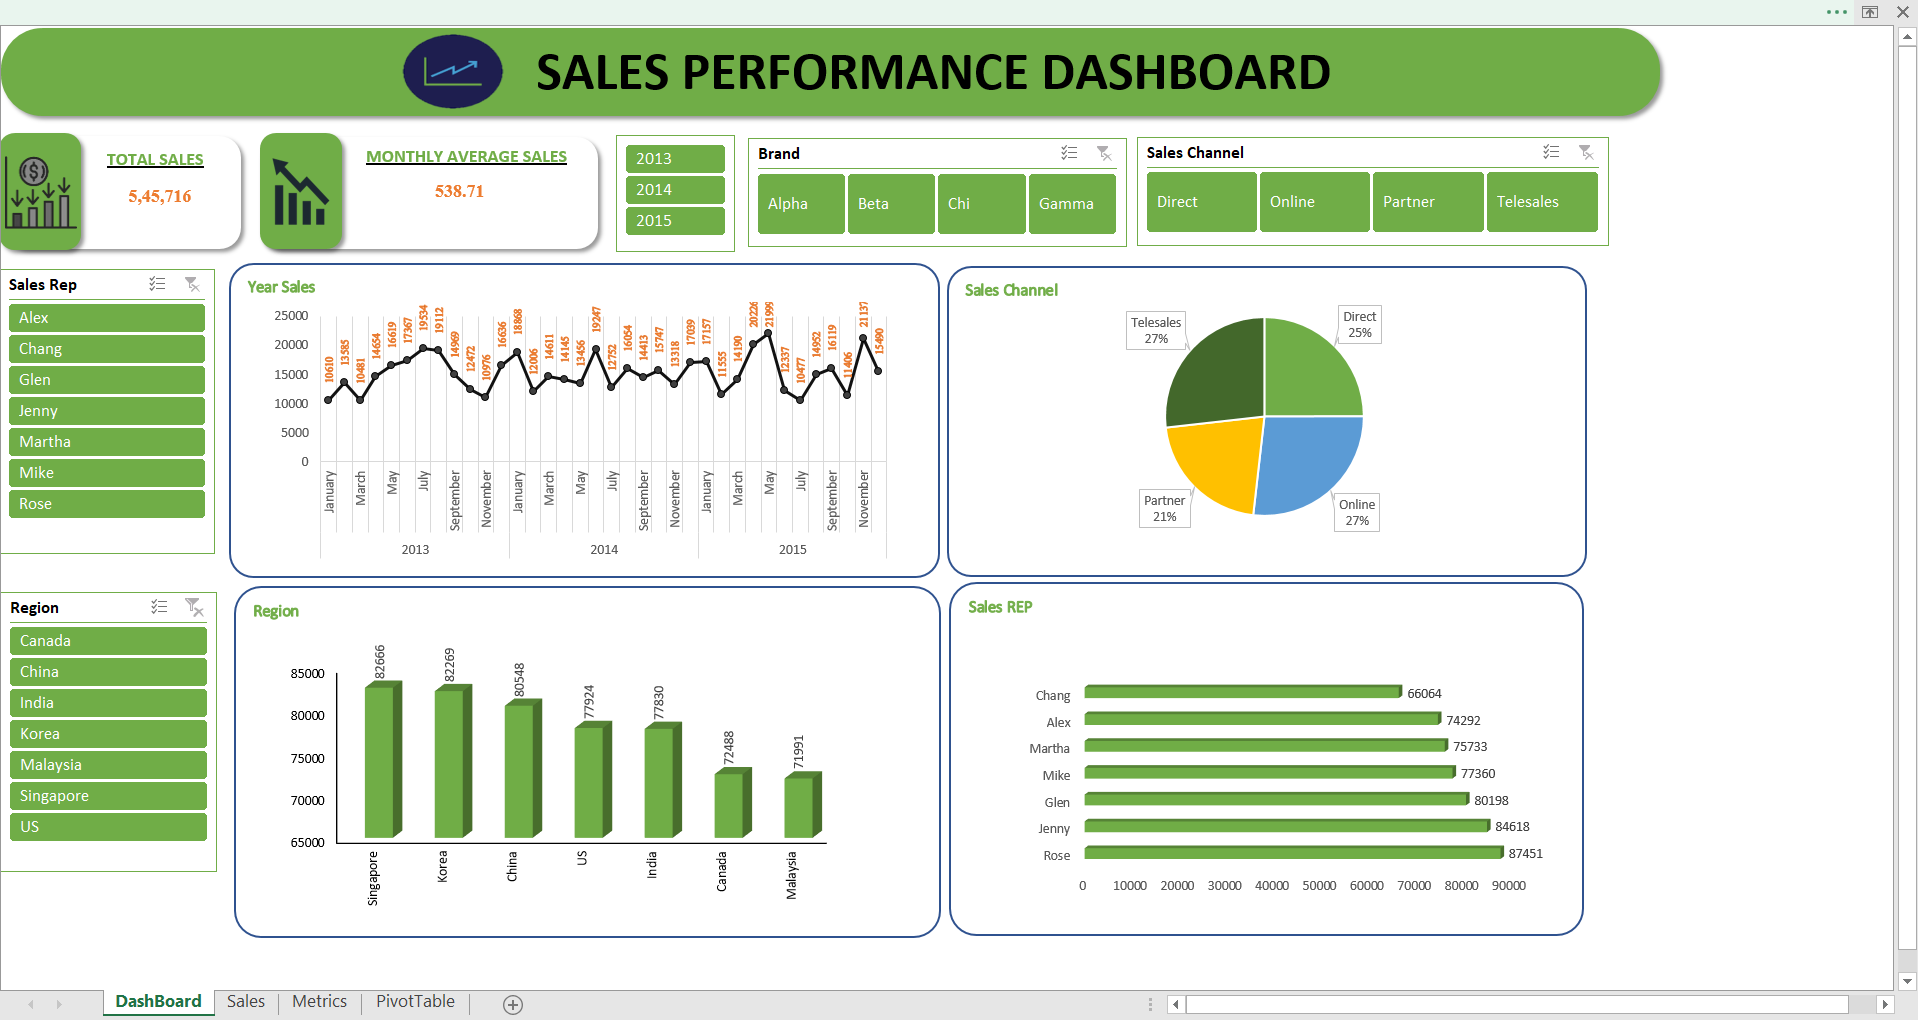 SALES PERFORMANCE DASHBOARD
TOTAL SALES
5,45,716
MONTHLY AVERAGE SALES
538.71
2013
2014
2015
Brand
Alpha Beta Chi Gamma
Sales Channel
Direct Online Partner Telesales
Sales Rep
Alex
Chang
Glen
Jenny
Martha
Mike
Rose
Year Sales
25000
20000
15000
10000
5000
0
10610 13585 10481 14654 16619 17367 19534 19112 14969 12472 10976 16636 18868 12006 14611 14145 13456 19247 12752 16054 14413 15747 13318 17039 17157 11555 14190 20226 21999 12337 10477 14952 16119 11406 21137 15490
January March May July September November January March May July September November January March May July September November
2013 2014 2015
Sales Channel
Telesales
27%
Direct
25%
Partner
21%
Online
27%
Region
Canada
China
India
Korea
Malaysia
Singapore
US
Region
85000
80000
75000
70000
65000
82666 82269 80548 77924 77830 72488 71991
Singapore Korea China US India Canada Malaysia
Sales REP
Chang 66064
Alex 74292
Martha 75733
Mike 77360
Glen 80198
Jenny 84618
Rose 87451
0 10000 20000 30000 40000 50000 60000 70000 80000 90000
DashBoard Sales Metrics PivotTable